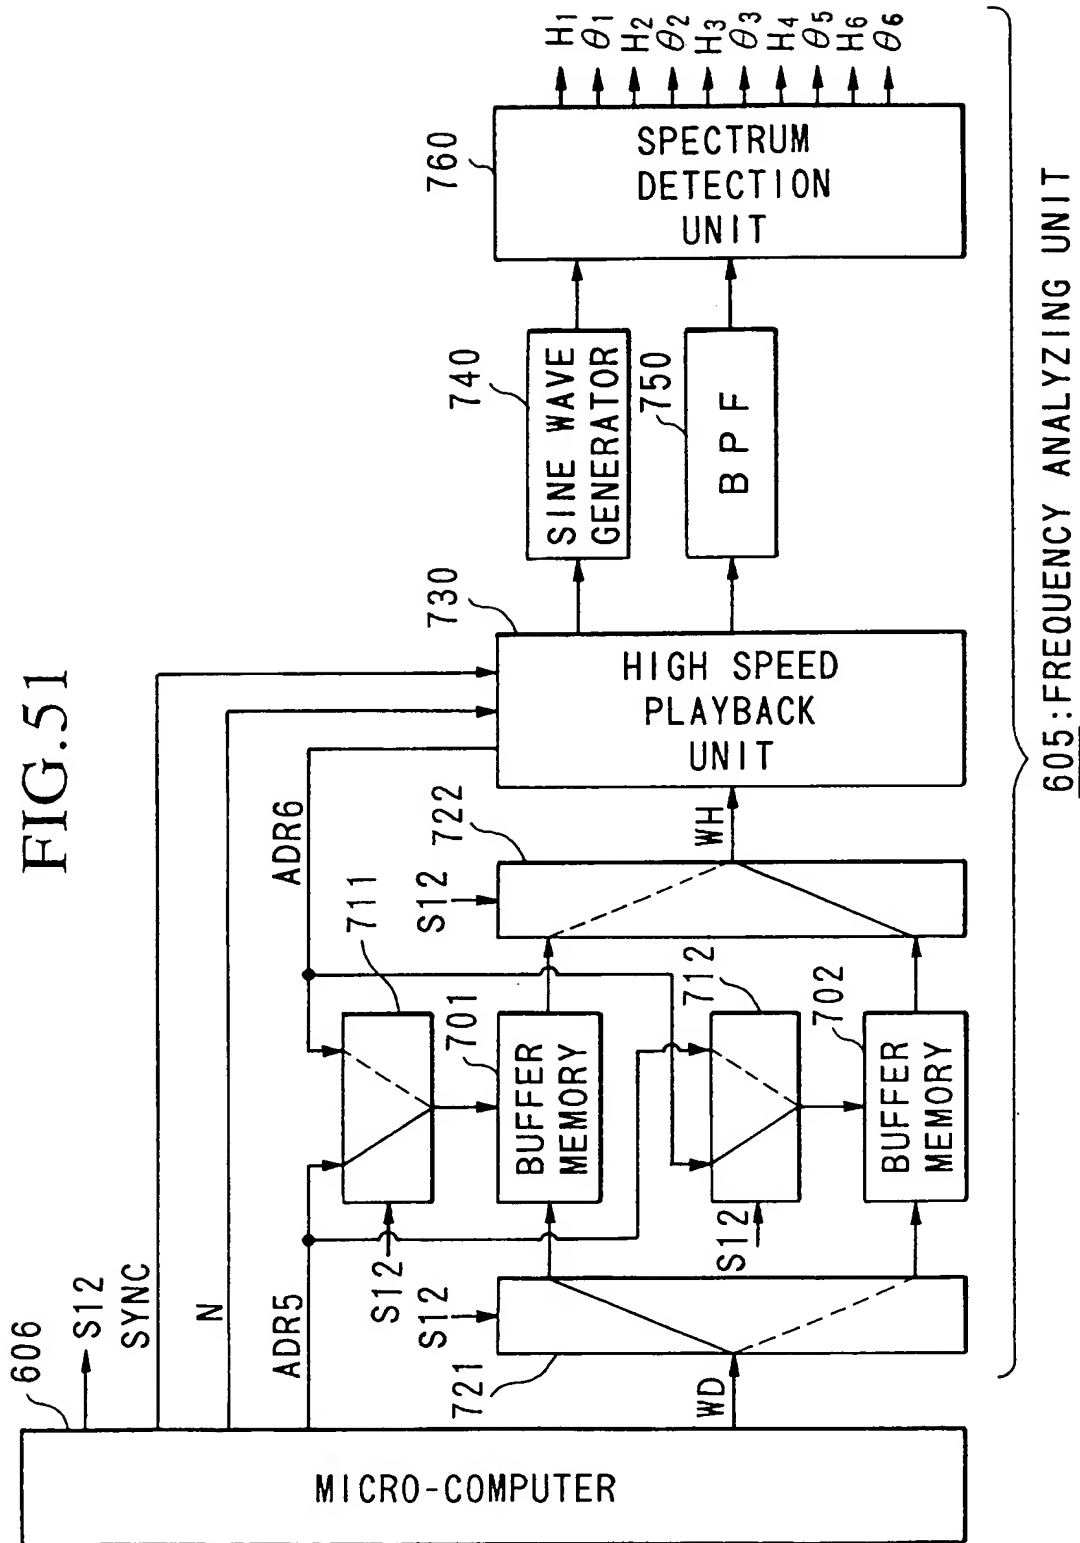 FIG.51
606
MICRO-COMPUTER
S12
SYNC
N
ADR5
WD
721
S12
S12
711
ADR6
701
BUFFER
MEMORY
S12
712
702
BUFFER
MEMORY
S12
722
WH
730
HIGH SPEED
PLAYBACK
UNIT
740
SINE WAVE
GENERATOR
750
BPF
760
SPECTRUM
DETECTION
UNIT
H1
θ1
H2
θ2
H3
θ3
H4
θ5
H6
θ6
605:FREQUENCY ANALYZING UNIT